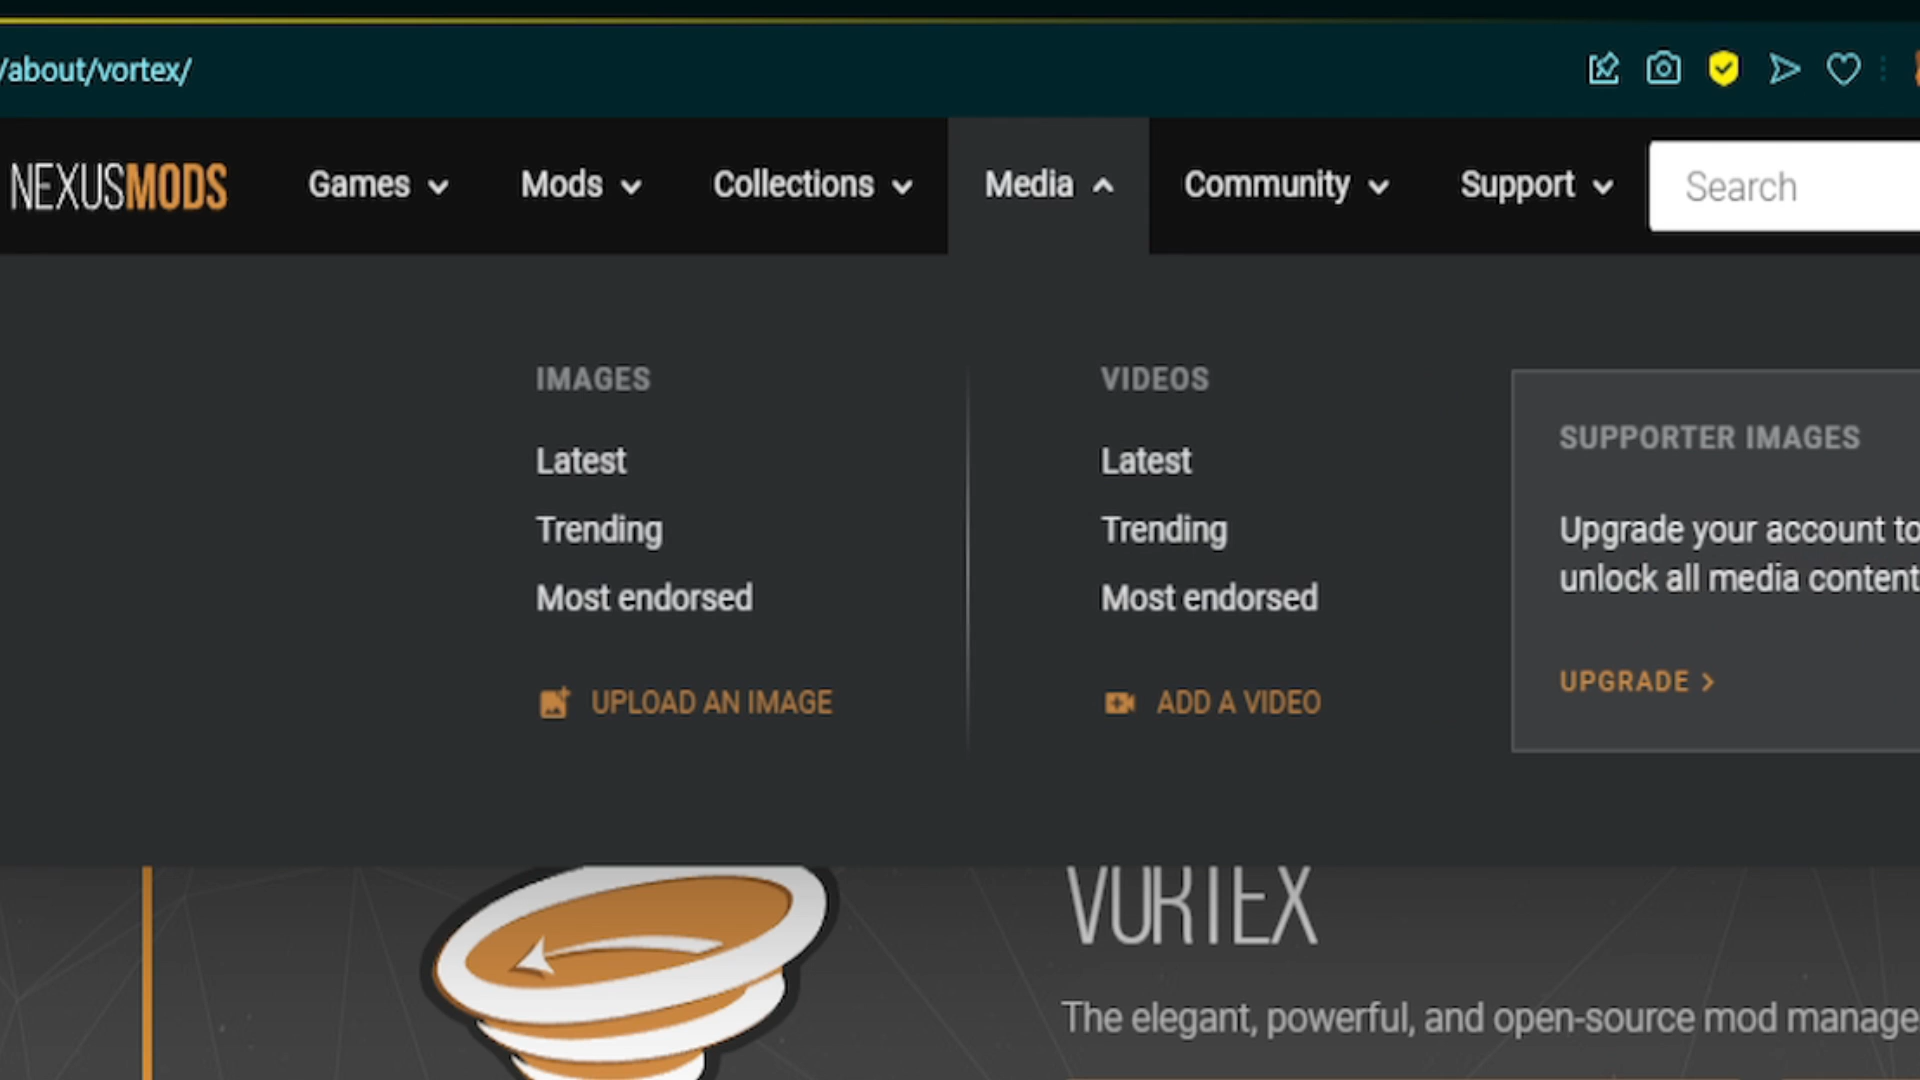 /about/vortex/
NEXUSMODS Games Mods Collections Media Community Support Search
IMAGES
Latest
Trending
Most endorsed
UPLOAD AN IMAGE
VIDEOS
Latest
Trending
Most endorsed
ADD A VIDEO
SUPPORTER IMAGES
Upgrade your account to
unlock all media content
UPGRADE
VORTEX
The elegant, powerful, and open-source mod manage